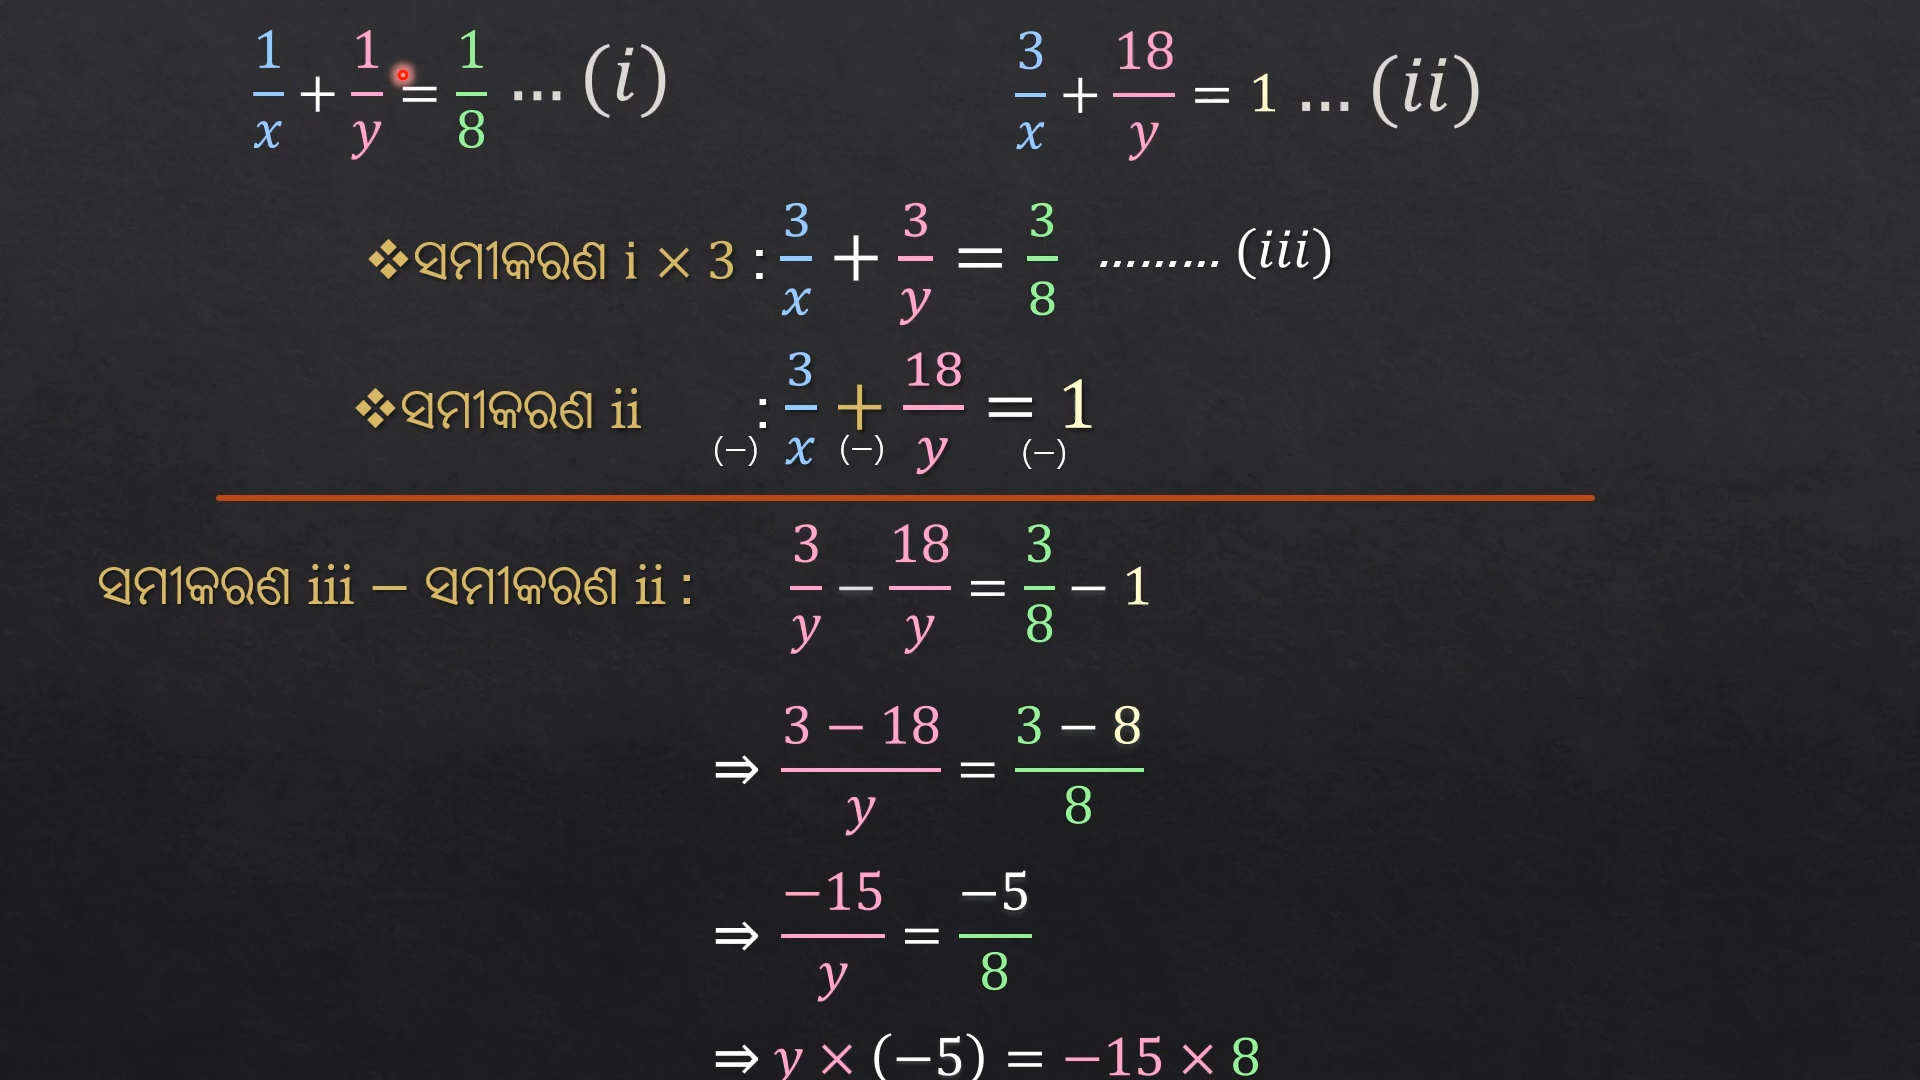 1/x + 1/y = 1/8 ... (i)    3/x + 18/y = 1 ... (ii)
❖ସମୀକରଣ i × 3 : 3/x + 3/y = 3/8 ......... (iii)
❖ସମୀକରଣ ii : 3/x + 18/y = 1
(−) (−) (−)
ସମୀକରଣ iii − ସମୀକରଣ ii : 3/y − 18/y = 3/8 − 1
⇒ (3 − 18)/y = (3 − 8)/8
⇒ −15/y = −5/8
⇒ y × (−5) = −15 × 8